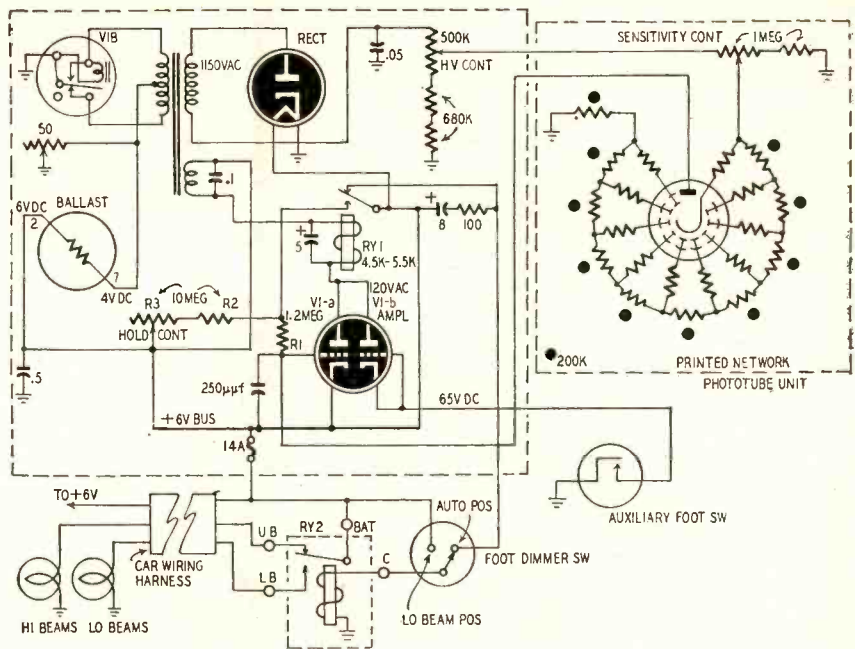 VIB
50
BALLAST
6VDC
2
7
4VDC
1150VAC
RECT
.05
500K
HV CONT
680K
SENSITIVITY CONT
1MEG
.1
5
RY1
4.5K-5.5K
8
100
+
+
120VAC
V1-a
V1-b
AMPL
10MEG
R3
R2
HOLD CONT
1.2MEG
R1
.5
250µµf
+6V BUS
14A
65V DC
200K
PRINTED NETWORK
PHOTOTUBE UNIT
TO+6V
CAR WIRING
HARNESS
HI BEAMS
LO BEAMS
UB
LB
RY2
BAT
C
AUTO POS
FOOT DIMMER SW
LO BEAM POS
AUXILIARY FOOT SW